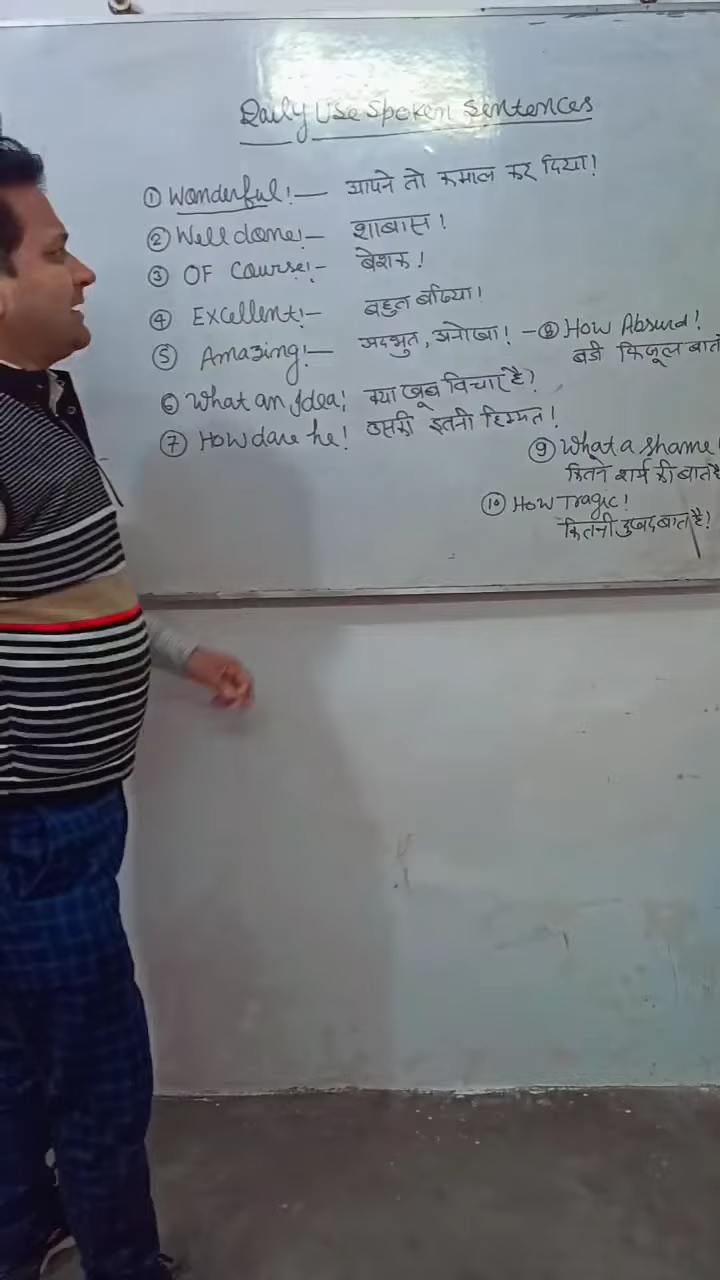 Daily Use Spoken Sentences
① Wonderful! — आपने तो कमाल कर दिया!
② Well done! – शाबास!
③ OF Course! - बेशक!
④ Excellent! – बहुत बढिया!
⑤ Amazing! — अदभुत, अनोखा! – ⑧ How Absurd!
बडी फिजूल बात
⑥ What an Idea! क्या खूब विचार है?
⑦ How dare he! उसकी इतनी हिम्मत!
⑨ What a shame!
कितने शर्म की बात है
⑩ How Tragic!
कितनी दुखद बात है?